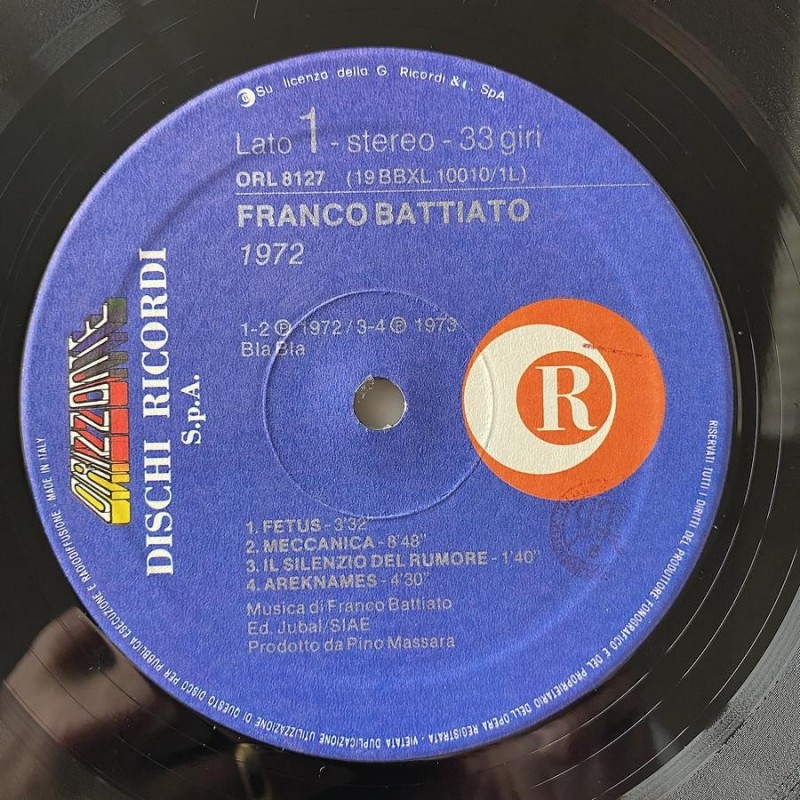 Su licenza della G. Ricordi & C. SpA
Lato 1 - stereo - 33 giri
ORL 8127 (19 BBXL 10010/1L)
FRANCO BATTIATO
1972
1-2 Ⓟ 1972/3-4 Ⓟ 1973
Bla Bla
ORIZZONTE
DISCHI RICORDI
S.p.A.
R
1. FETUS - 3'32"
2. MECCANICA - 8'48"
3. IL SILENZIO DEL RUMORE - 1'40"
4. AREKNAMES - 4'30"
Musica di Franco Battiato
Ed. Jubal/SIAE
Prodotto da Pino Massara
RISERVATI TUTTI I DIRITTI DEL PRODUTTORE FONOGRAFICO E DEL PROPRIETARIO DELL'OPERA REGISTRATA - VIETATA DUPLICAZIONE UTILIZZAZIONE DI QUESTO DISCO PER PUBBLICA ESECUZIONE E RADIODIFFUSIONE MADE IN ITALY